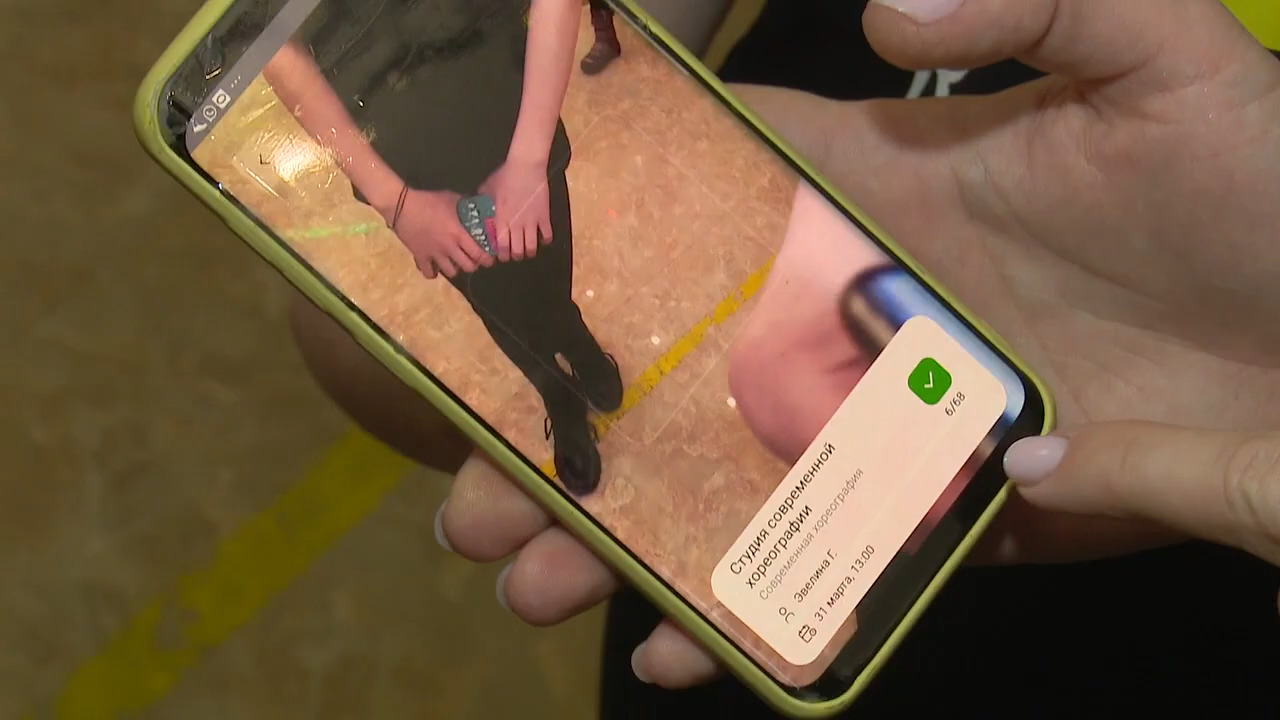 Студия современной
хореографии
Современная хореография
Эвелина Г.
31 марта, 13:00
6/68